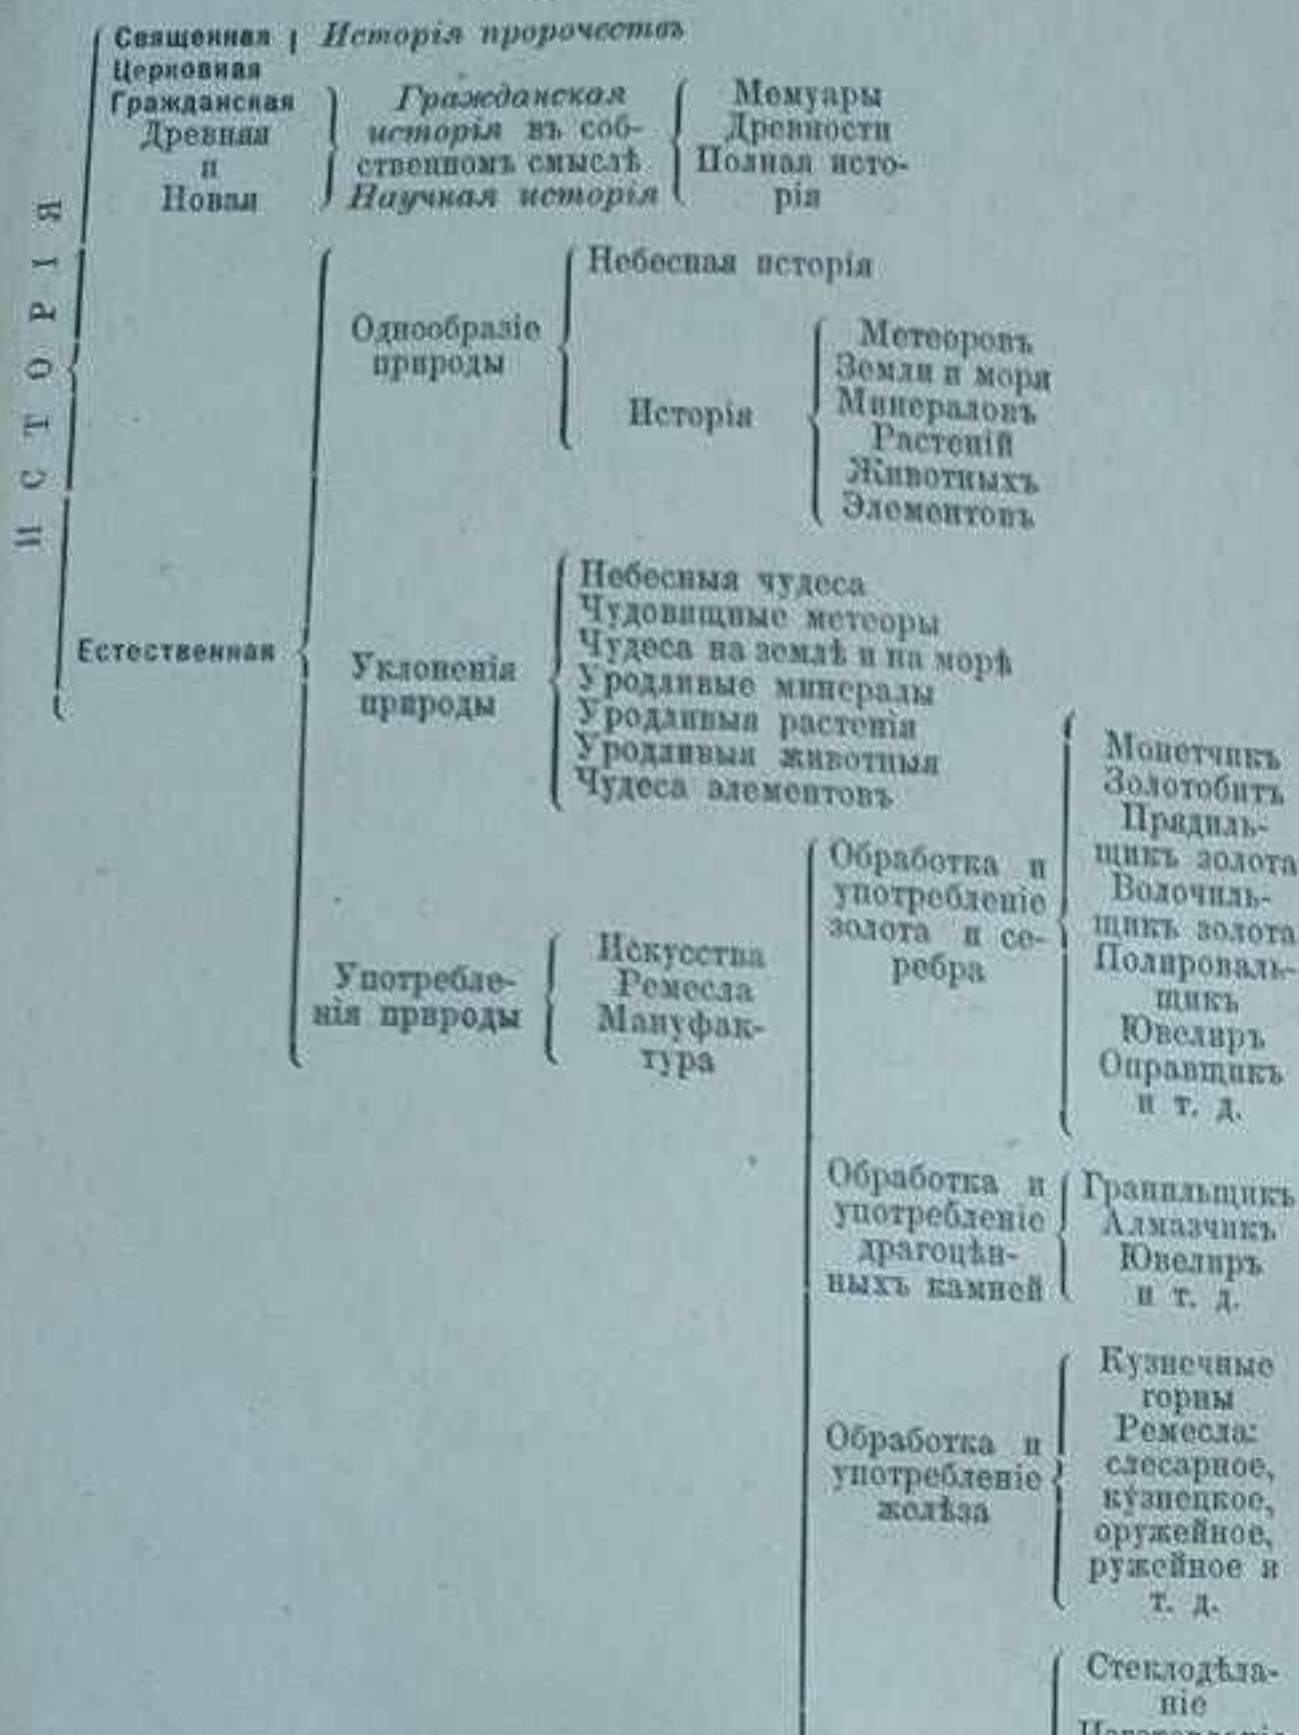 ИСТОРІЯ
Священная
Исторія пророчествъ
Церковная
Гражданская
Древняя
и
Новая
Гражданская
исторія въ соб-
ственномъ смыслѣ
Научная исторія
Мемуары
Древности
Полная исто-
рія
Естественная
Однообразіе
природы
Небесная исторія
Исторія
Метеоровъ
Земли и моря
Минераловъ
Растеній
Животныхъ
Элементовъ
Уклоненія
природы
Небесныя чудеса
Чудовищные метеоры
Чудеса на землѣ и на морѣ
Уродливые минералы
Уродливыя растенія
Уродливыя животныя
Чудеса элементовъ
Употребле-
нія природы
Искусства
Ремесла
Мануфак-
тура
Обработка и
употребленіе
золота и се-
ребра
Монетчикъ
Золотобитъ
Прядиль-
щикъ золота
Волочиль-
щикъ золота
Полироваль-
щикъ
Ювелиръ
Оправщикъ
и т. д.
Обработка и
употребленіе
драгоцѣн-
ныхъ камней
Гранильщикъ
Алмазчикъ
Ювелиръ
и т. д.
Обработка и
употребленіе
желѣза
Кузнечные
горны
Ремесла:
слесарное,
кузнецкое,
оружейное,
ружейное и
т. д.
Стеклодѣла-
ніе